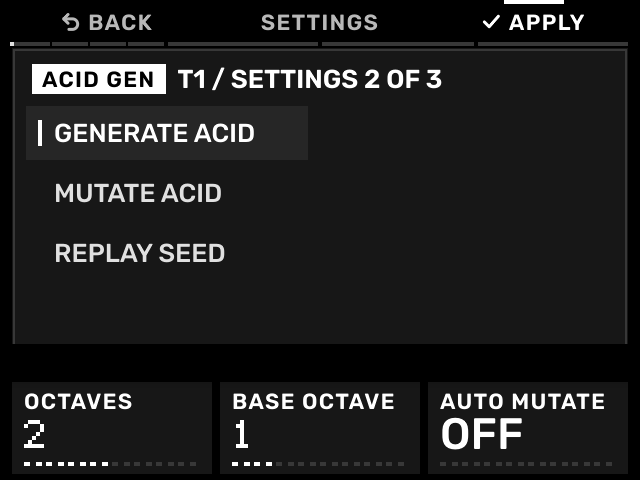 BACK SETTINGS APPLY
ACID GEN T1 / SETTINGS 2 OF 3
GENERATE ACID
MUTATE ACID
REPLAY SEED
OCTAVES BASE OCTAVE AUTO MUTATE
2 1 OFF